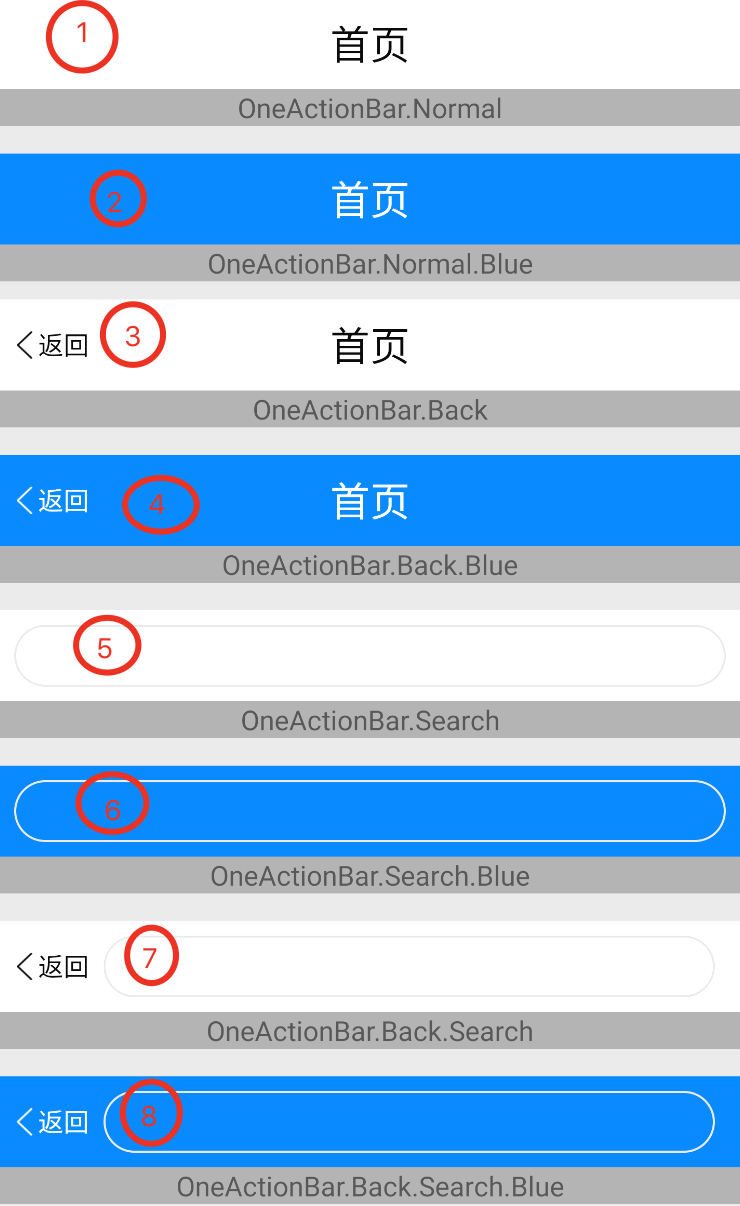 1
首页
OneActionBar.Normal
2
首页
OneActionBar.Normal.Blue
返回
3
首页
OneActionBar.Back
返回
4
首页
OneActionBar.Back.Blue
5
OneActionBar.Search
6
OneActionBar.Search.Blue
返回
7
OneActionBar.Back.Search
返回
8
OneActionBar.Back.Search.Blue